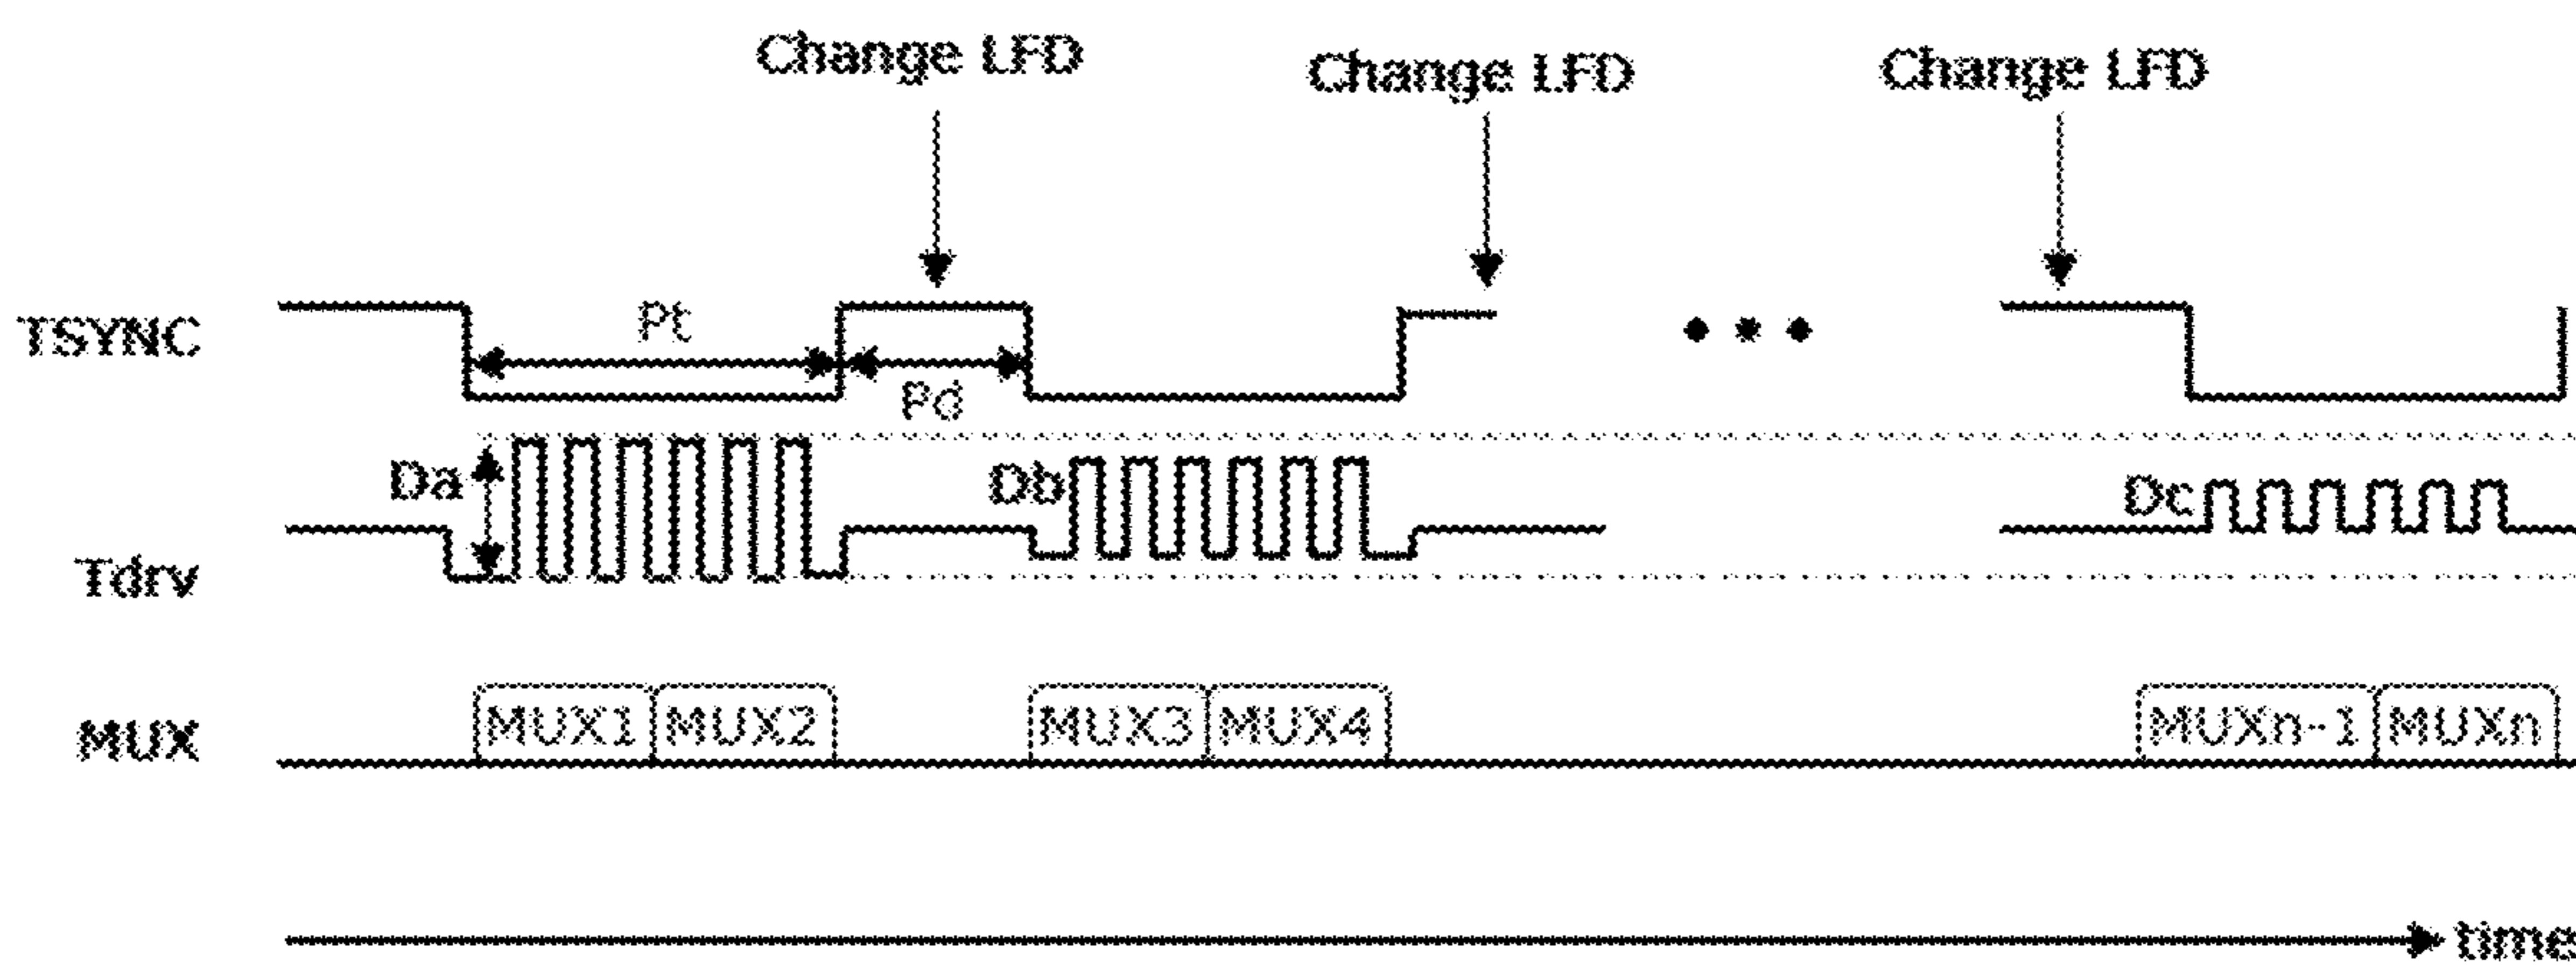 Change LFD
Change LFD
Change LFD
TSYNC
Pt
Pd
Da
Db
Dc
Tdrv
MUX
MUX1
MUX2
MUX3
MUX4
MUXn-1
MUXn
time